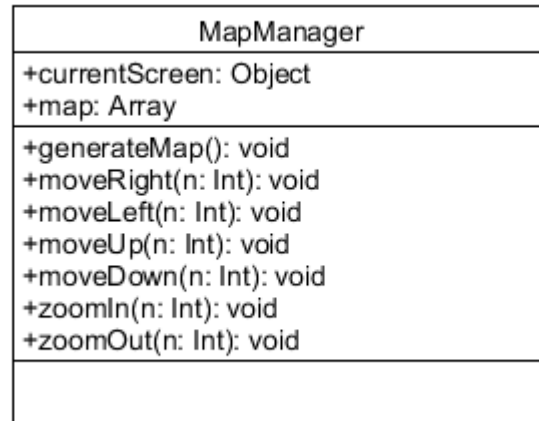 MapManager
+currentScreen: Object
+map: Array
+generateMap(): void
+moveRight(n: Int): void
+moveLeft(n: Int): void
+moveUp(n: Int): void
+moveDown(n: Int): void
+zoomIn(n: Int): void
+zoomOut(n: Int): void